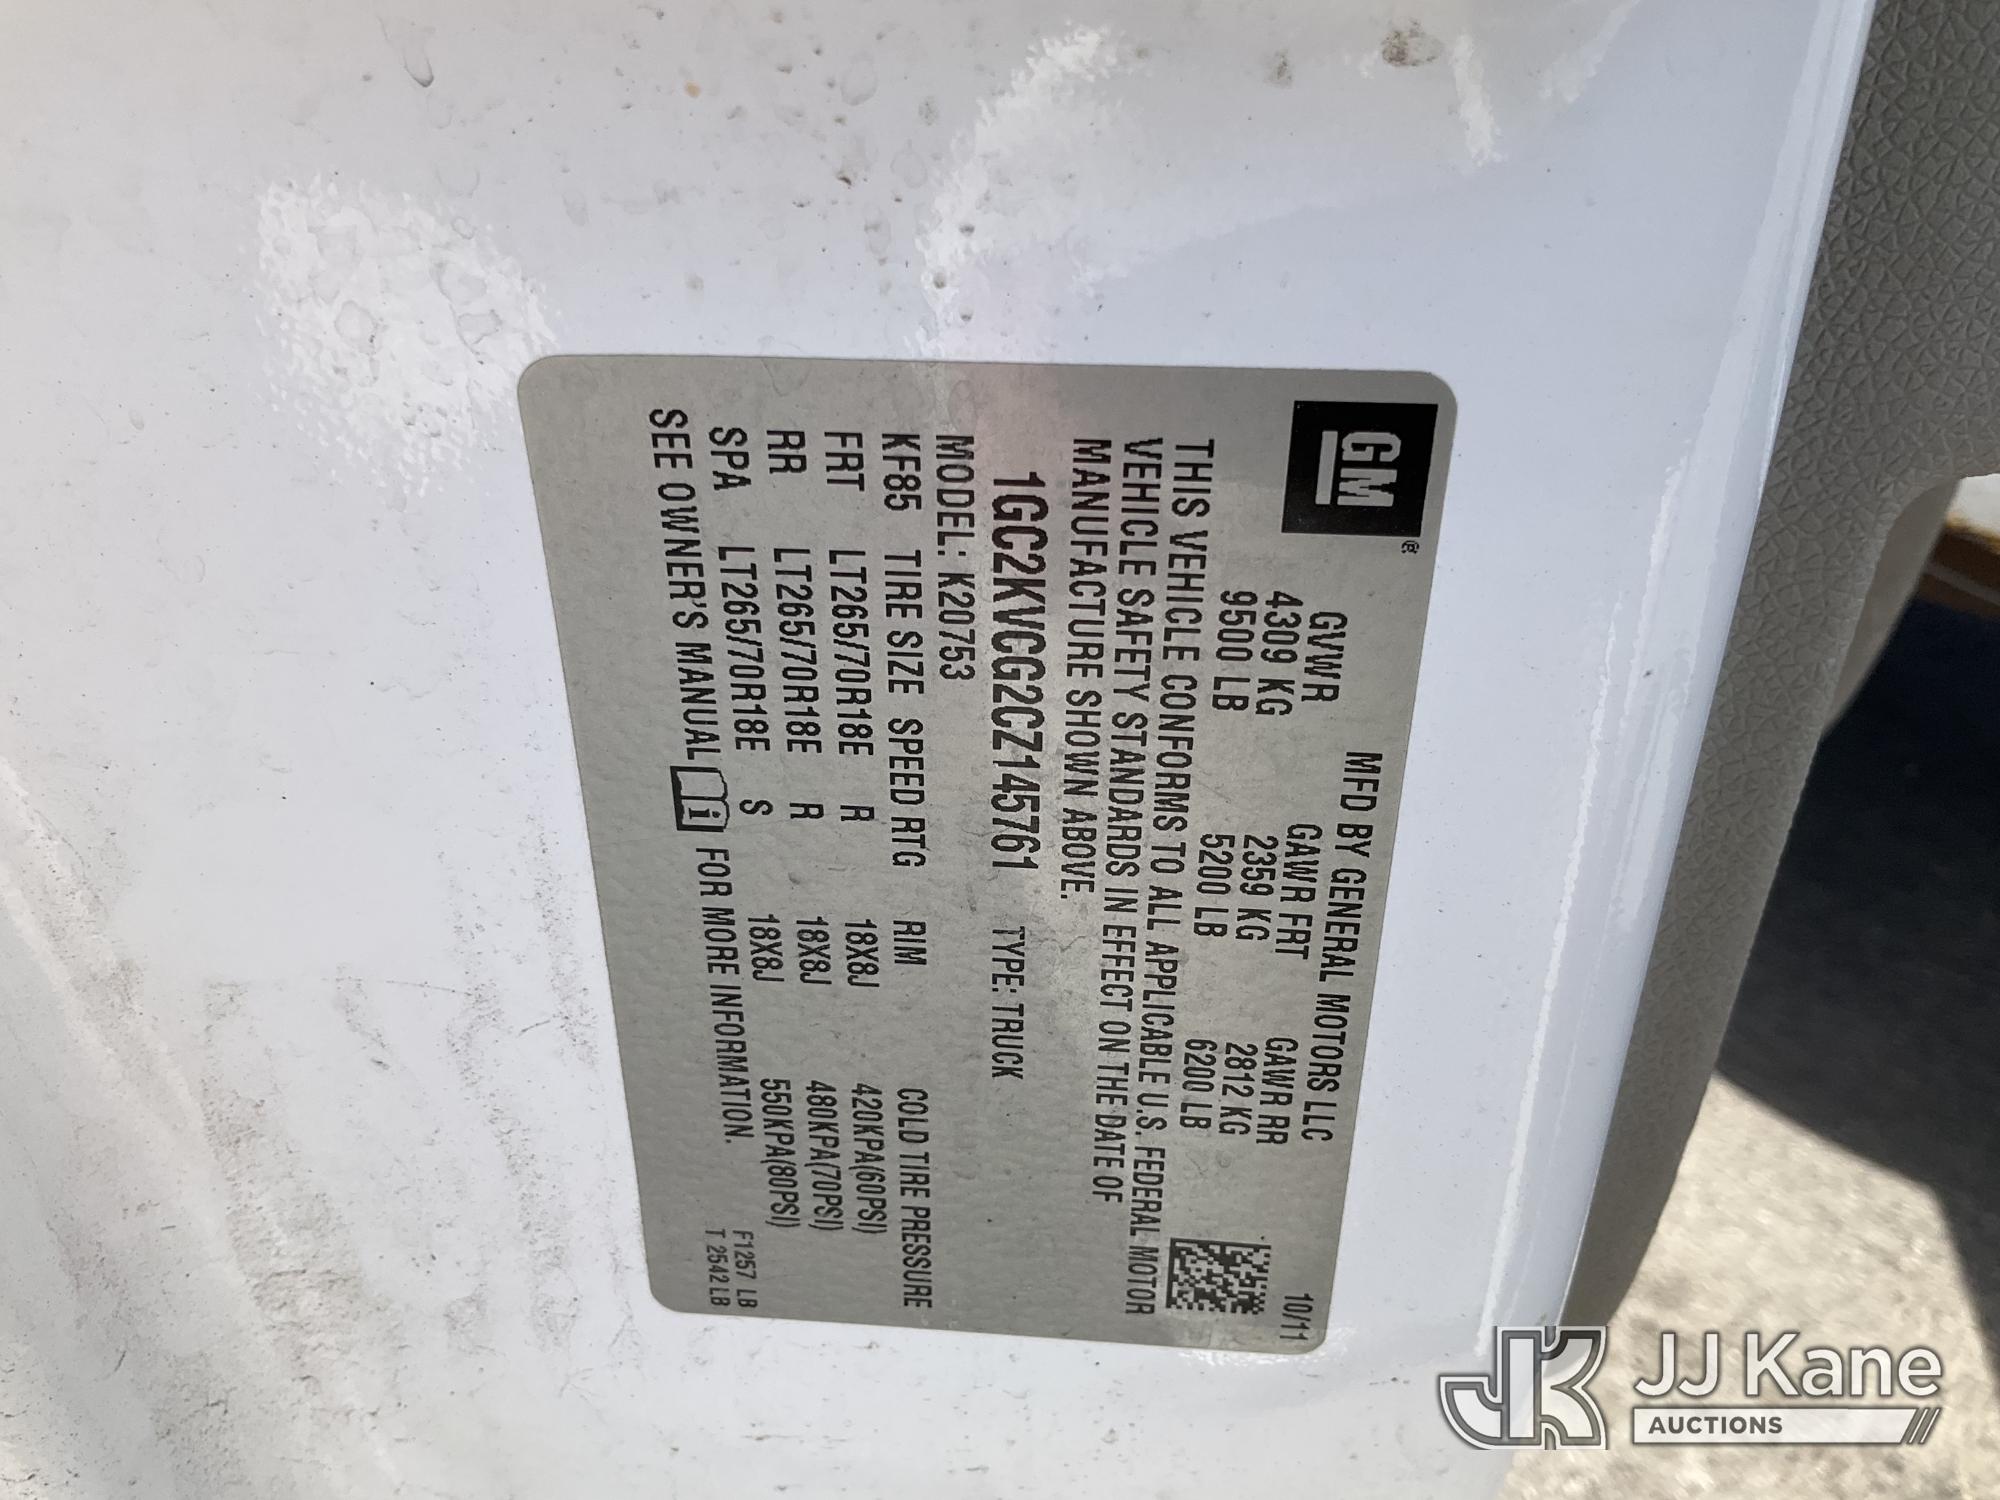 MFD BY GENERAL MOTORS LLC 10/11
GM
GVWR GAWR FRT GAWR RR
4309 KG 2359 KG 2812 KG
9500 LB 5200 LB 6200 LB
THIS VEHICLE CONFORMS TO ALL APPLICABLE U.S. FEDERAL MOTOR
VEHICLE SAFETY STANDARDS IN EFFECT ON THE DATE OF
MANUFACTURE SHOWN ABOVE.
1GC2KVCG2CZ145761 TYPE: TRUCK
MODEL: K20753
KF85 TIRE SIZE SPEED RTG RIM COLD TIRE PRESSURE
FRT LT265/70R18E R 18X8J 420KPA(60PSI)
RR LT265/70R18E R 18X8J 480KPA(70PSI)
SPA LT265/70R18E S 18X8J 550KPA(80PSI)
SEE OWNER'S MANUAL i FOR MORE INFORMATION.
F1257 LB
T 2542 LB
JK JJ Kane
AUCTIONS